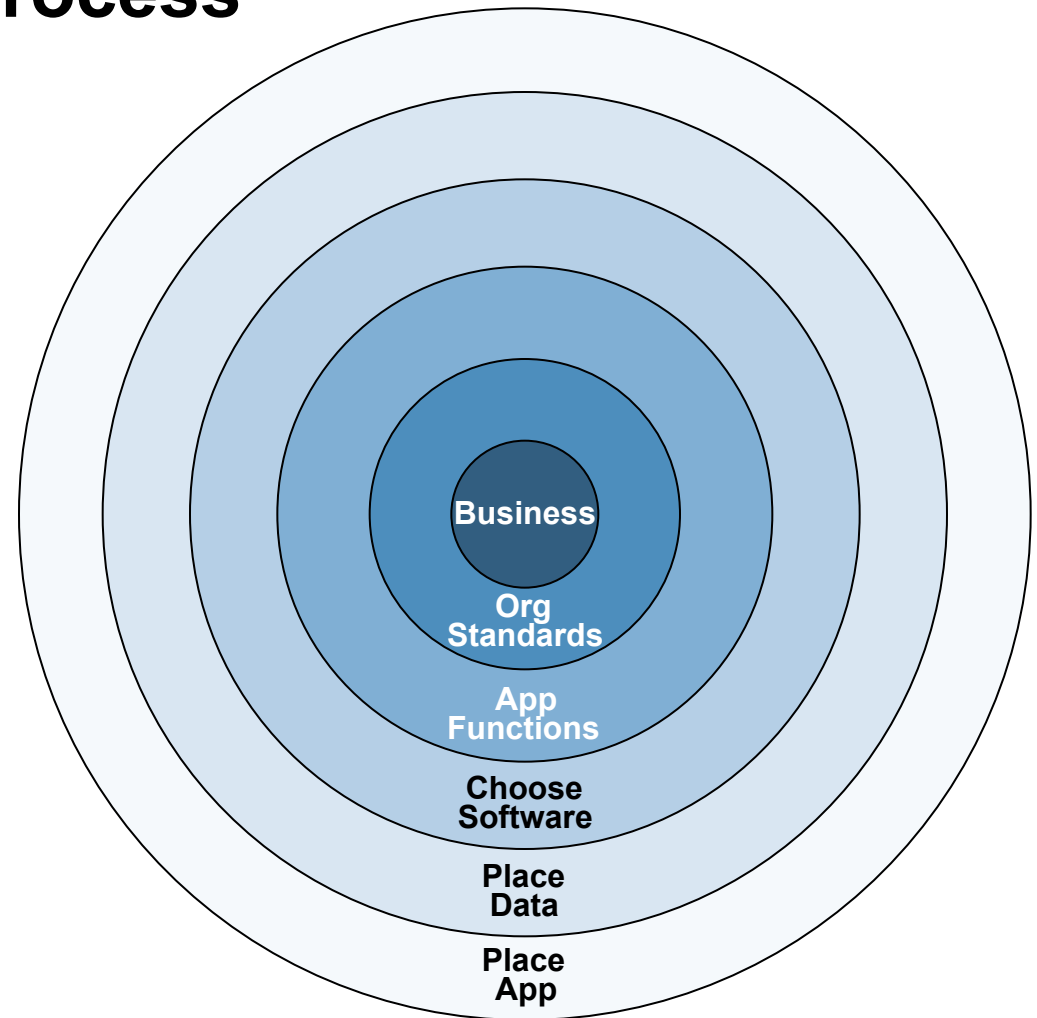 rocess
Business
Org
Standards
App
Functions
Choose
Software
Place
Data
Place
App